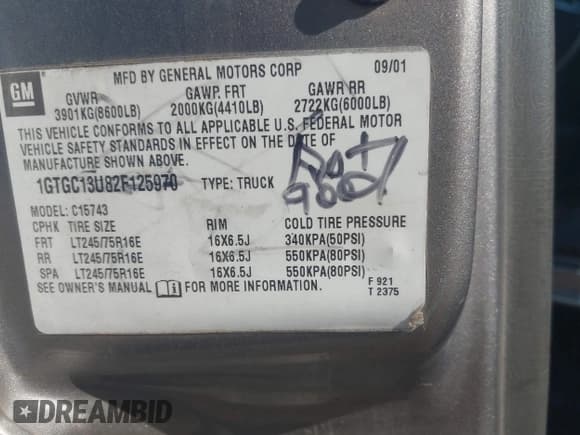 GM
MFD BY GENERAL MOTORS CORP 09/01
GVWR GAWP. FRT GAWR RR
3901KG(8600LB) 2000KG(4410LB) 2722KG(6000LB)
THIS VEHICLE CONFORMS TO ALL APPLICABLE U.S. FEDERAL MOTOR
VEHICLE SAFETY STANDARDS IN EFFECT ON THE DATE OF
MANUFACTURE SHOWN ABOVE.
1GTGC13U82F125970 TYPE: TRUCK
MODEL: C15743
CPHK TIRE SIZE RIM COLD TIRE PRESSURE
FRT LT245/75R16E 16X6.5J 340KPA(50PSI)
RR LT245/75R16E 16X6.5J 550KPA(80PSI)
SPA LT245/75R16E 16X6.5J 550KPA(80PSI)
SEE OWNER'S MANUAL FOR MORE INFORMATION.
F 921
T 2375
DREAMBID